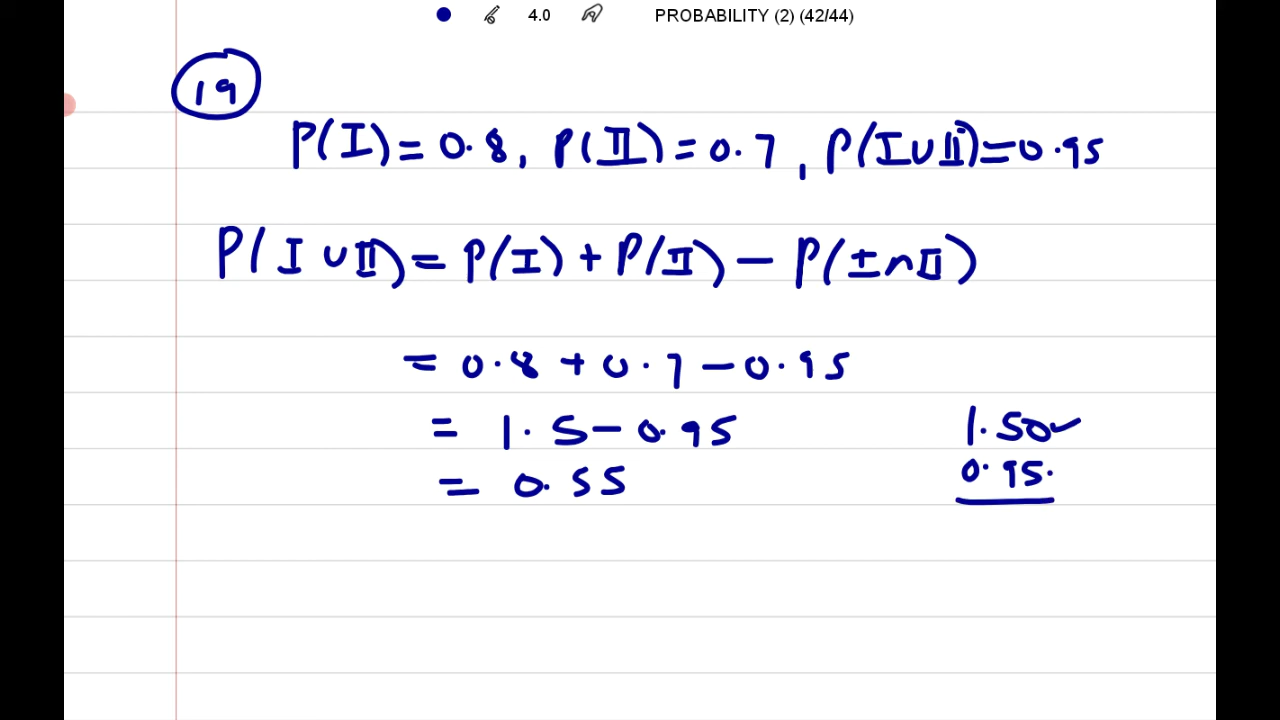 4.0 PROBABILITY (2) (42/44)
19
P(I) = 0.8, P(II) = 0.7, P(I∪II) = 0.95
P(I ∪ II) = P(I) + P(II) − P(I∩II)
= 0.8 + 0.7 − 0.95
= 1.5 − 0.95 1.50
= 0.55 0.95